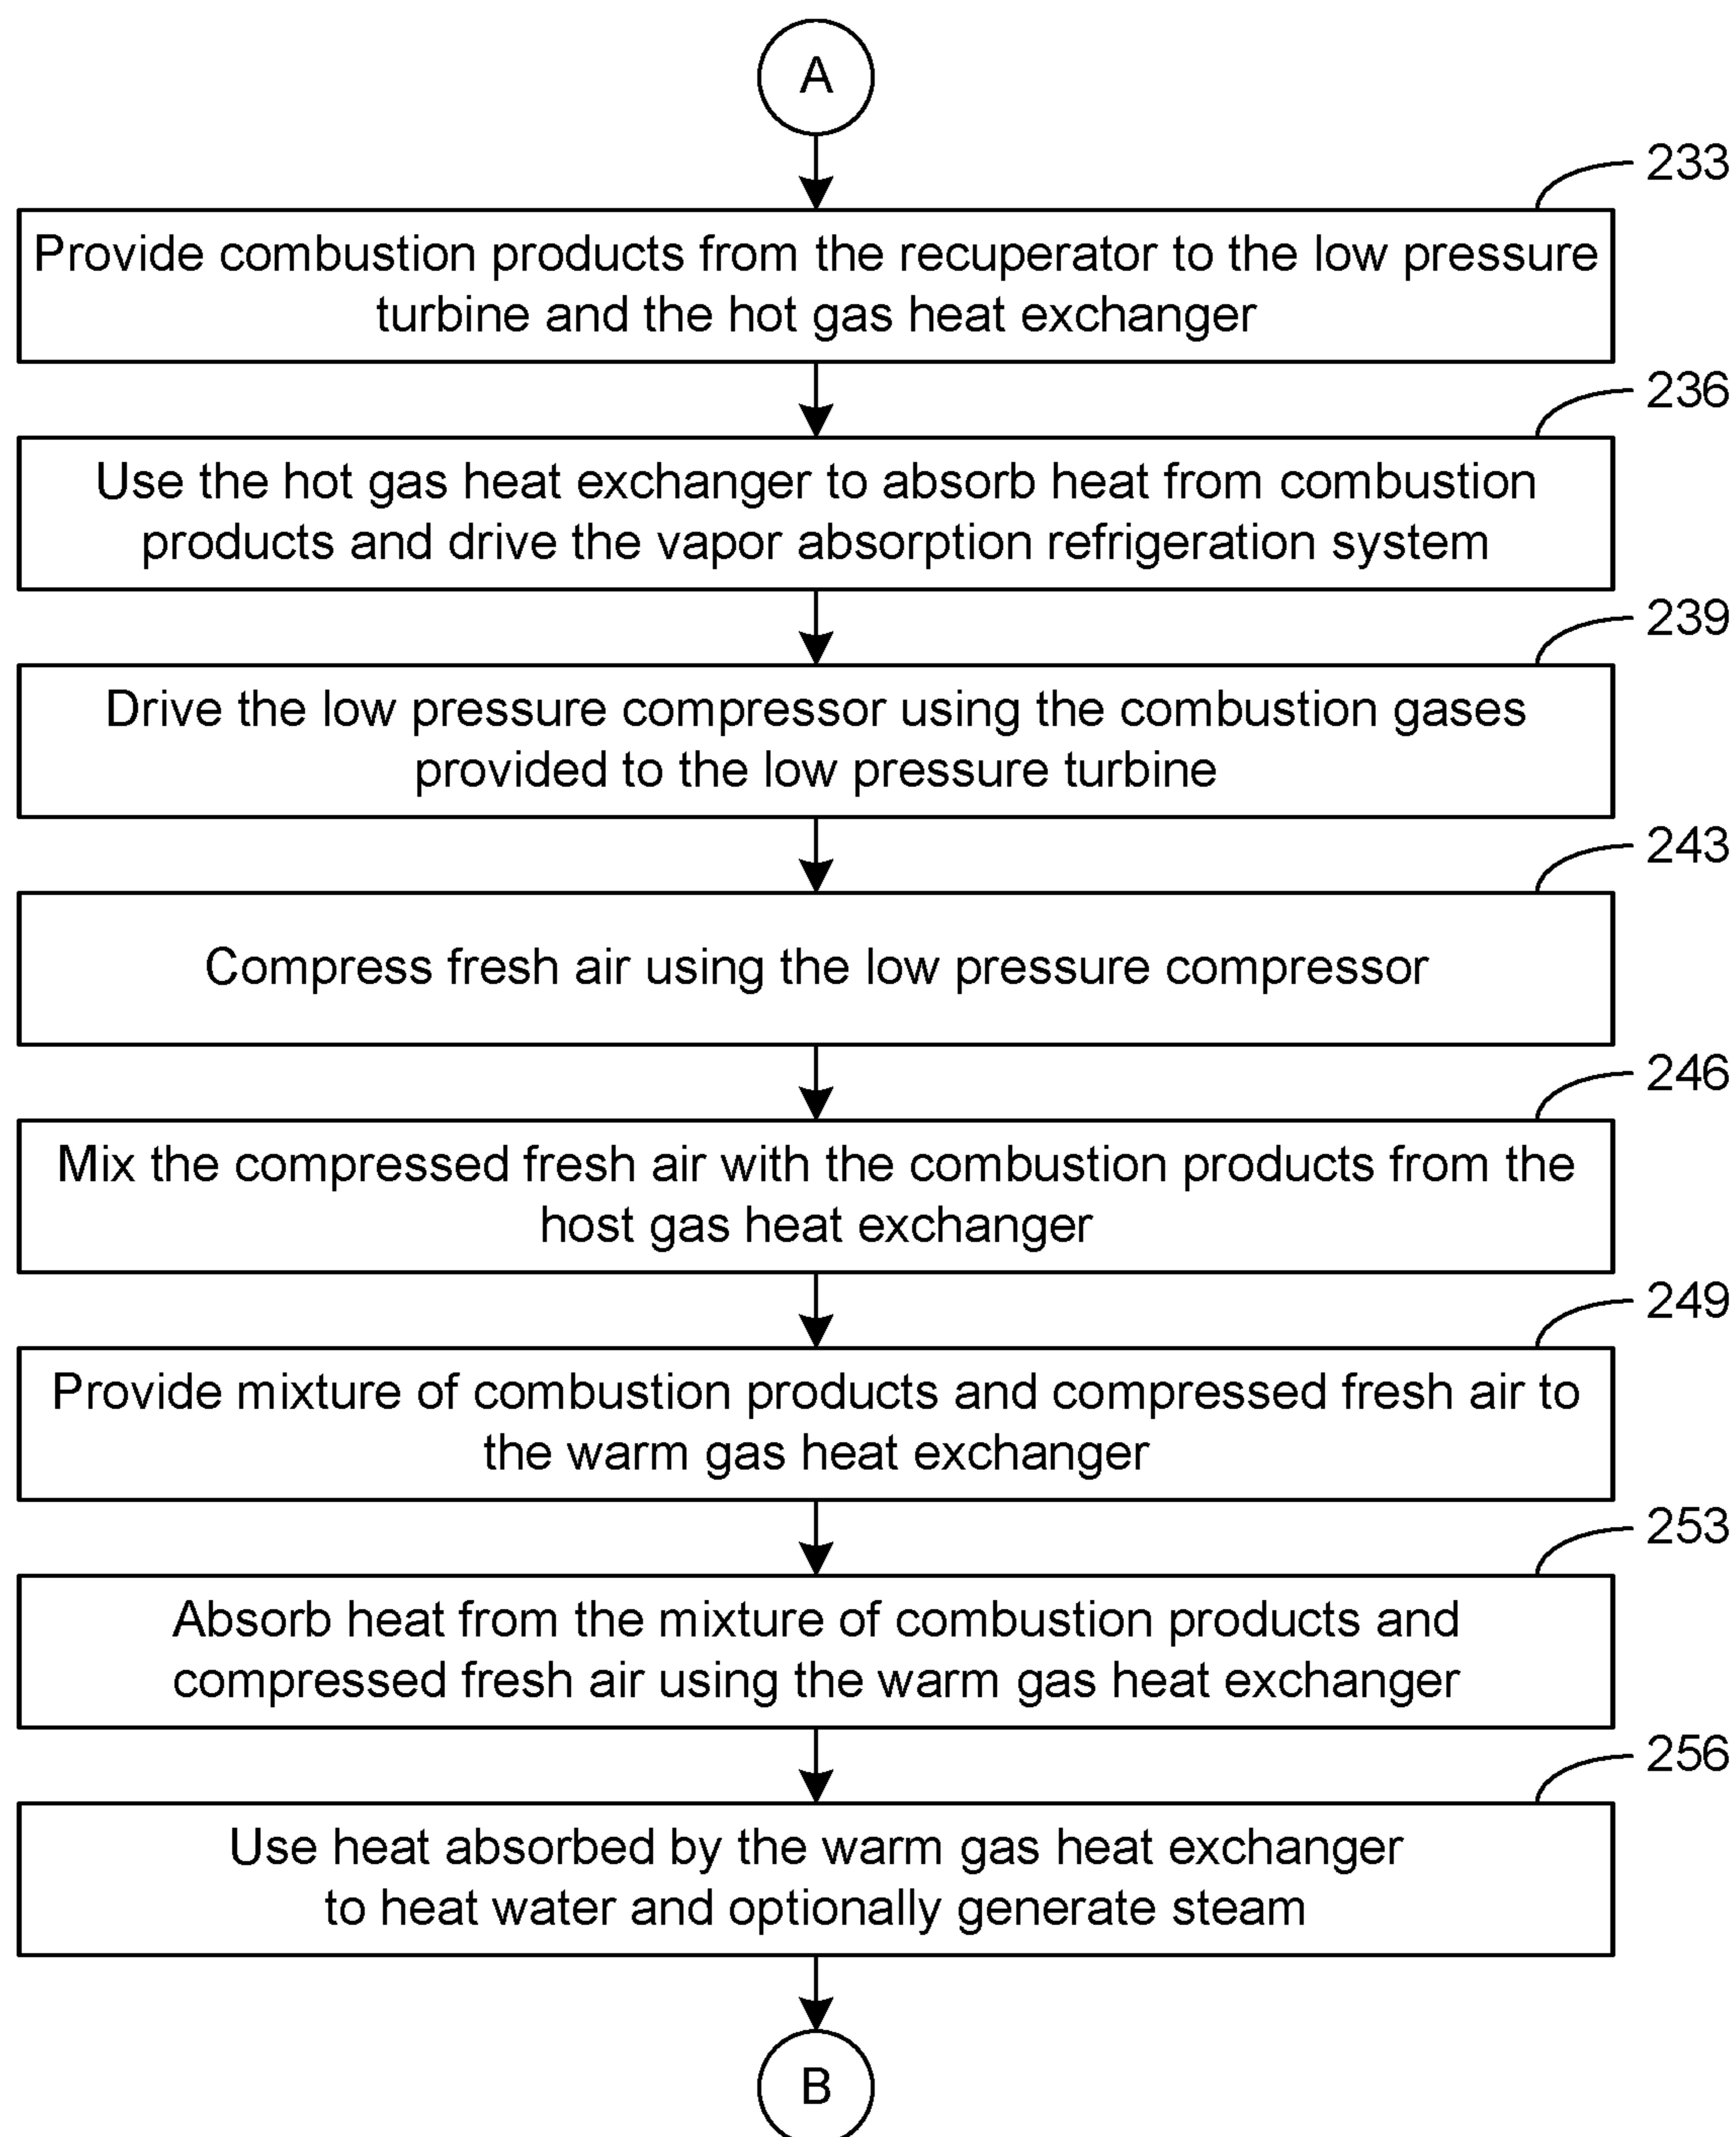 A
233
Provide combustion products from the recuperator to the low pressure
turbine and the hot gas heat exchanger
236
Use the hot gas heat exchanger to absorb heat from combustion
products and drive the vapor absorption refrigeration system
239
Drive the low pressure compressor using the combustion gases
provided to the low pressure turbine
243
Compress fresh air using the low pressure compressor
246
Mix the compressed fresh air with the combustion products from the
host gas heat exchanger
249
Provide mixture of combustion products and compressed fresh air to
the warm gas heat exchanger
253
Absorb heat from the mixture of combustion products and
compressed fresh air using the warm gas heat exchanger
256
Use heat absorbed by the warm gas heat exchanger
to heat water and optionally generate steam
B